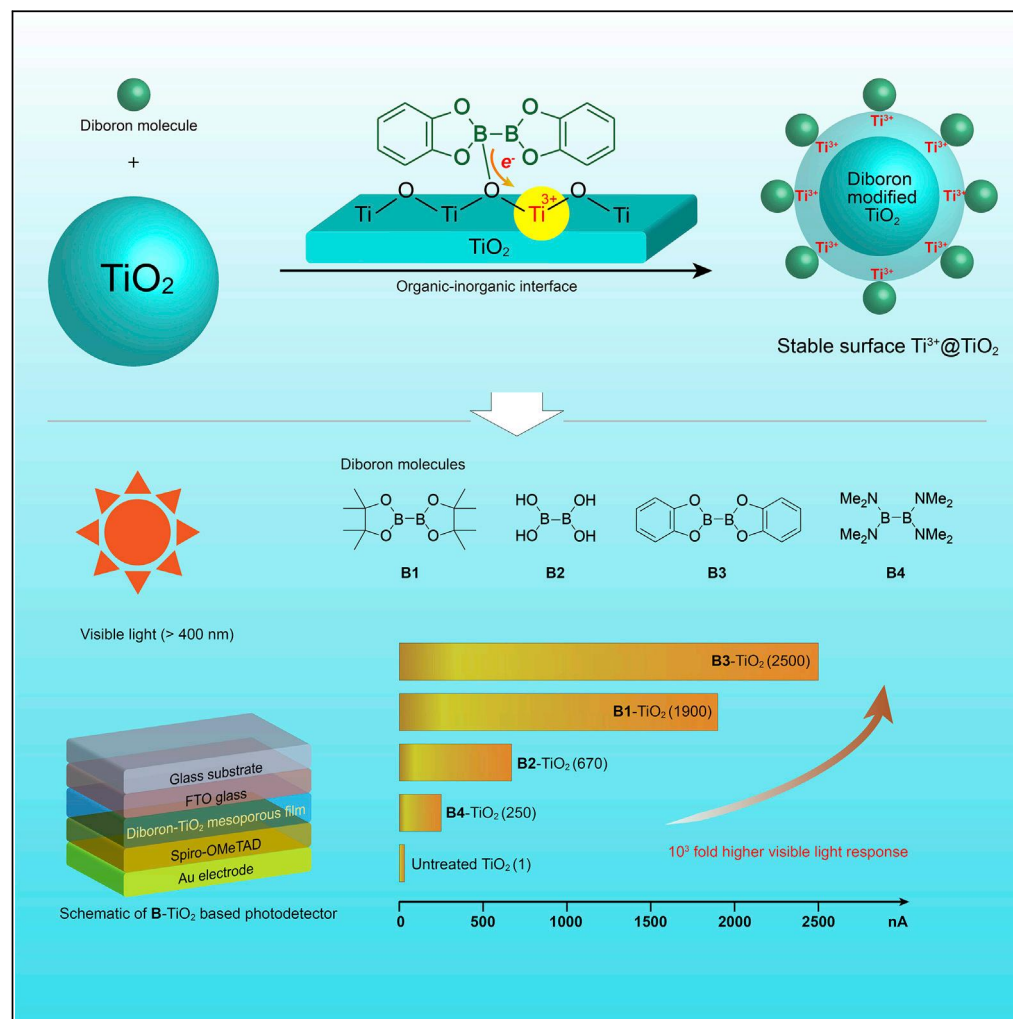 Diboron molecule
+
TiO₂
O O
B B
O O
e⁻
O O O
Ti Ti Ti³⁺ Ti
TiO₂
Organic-inorganic interface
Ti³⁺
Ti³⁺ Ti³⁺
Ti³⁺ Ti³⁺
Ti³⁺ Ti³⁺
Ti³⁺
Diboron
modified
TiO₂
Stable surface Ti³⁺@TiO₂
Diboron molecules
O O
B B
O O
B1
HO OH
B B
HO OH
B2
O O
B B
O O
B3
Me₂N NMe₂
B B
Me₂N NMe₂
B4
Visible light (> 400 nm)
B3-TiO₂ (2500)
B1-TiO₂ (1900)
B2-TiO₂ (670)
B4-TiO₂ (250)
Untreated TiO₂ (1)
10³ fold higher visible light response
0 500 1000 1500 2000 2500 nA
Glass substrate
FTO glass
Diboron-TiO₂ mesoporous film
Spiro-OMeTAD
Au electrode
Schematic of B-TiO₂ based photodetector